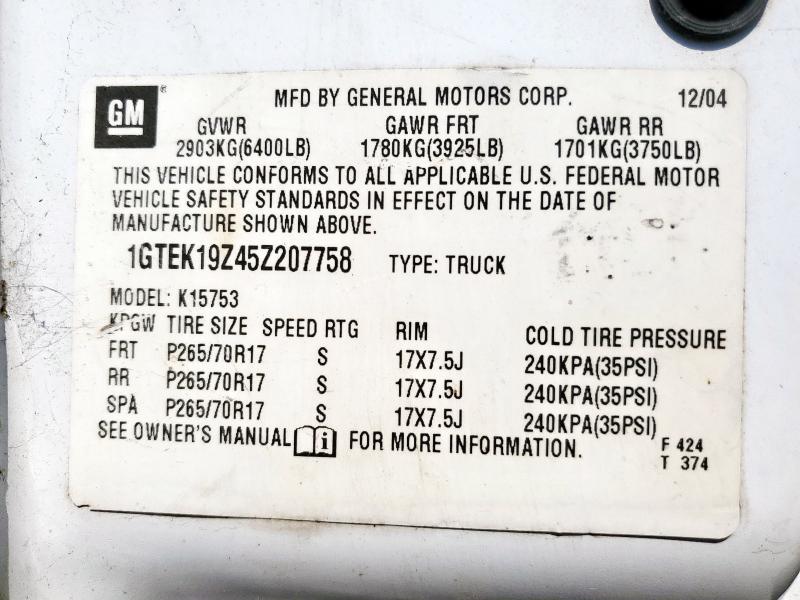 GM ®
MFD BY GENERAL MOTORS CORP. 12/04
GVWR GAWR FRT GAWR RR
2903KG(6400LB) 1780KG(3925LB) 1701KG(3750LB)
THIS VEHICLE CONFORMS TO ALL APPLICABLE U.S. FEDERAL MOTOR
VEHICLE SAFETY STANDARDS IN EFFECT ON THE DATE OF
MANUFACTURE SHOWN ABOVE.
1GTEK19Z45Z207758 TYPE: TRUCK
MODEL: K15753
KPGW TIRE SIZE SPEED RTG RIM COLD TIRE PRESSURE
FRT P265/70R17 S 17X7.5J 240KPA(35PSI)
RR P265/70R17 S 17X7.5J 240KPA(35PSI)
SPA P265/70R17 S 17X7.5J 240KPA(35PSI)
SEE OWNER'S MANUAL i FOR MORE INFORMATION.
F 424
T 374